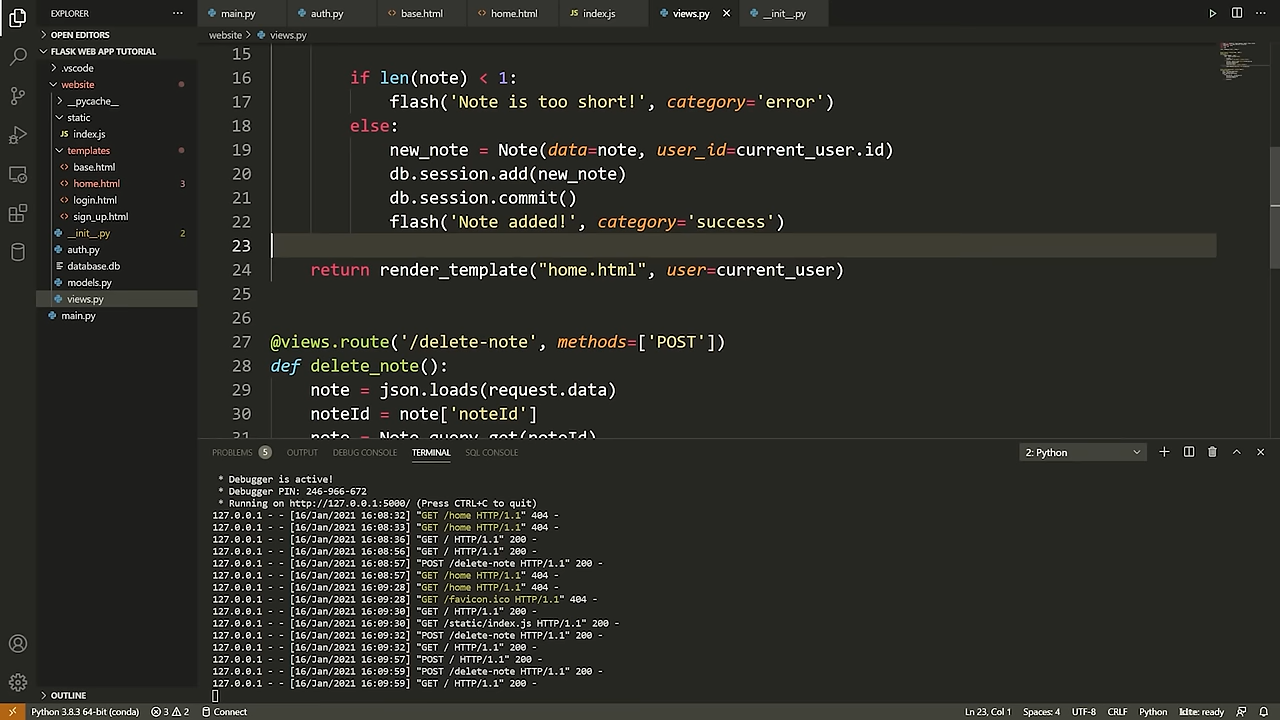 EXPLORER
main.py
auth.py
base.html
home.html
JS index.js
views.py
__init__.py
OPEN EDITORS
website > views.py
FLASK WEB APP TUTORIAL
.vscode
website
__pycache__
static
JS index.js
templates
base.html
home.html 3
login.html
sign_up.html
__init__.py 2
auth.py
database.db
models.py
views.py
main.py
OUTLINE
15
16 if len(note) < 1:
17 flash('Note is too short!', category='error')
18 else:
19 new_note = Note(data=note, user_id=current_user.id)
20 db.session.add(new_note)
21 db.session.commit()
22 flash('Note added!', category='success')
23
24 return render_template("home.html", user=current_user)
25
26
27 @views.route('/delete-note', methods=['POST'])
28 def delete_note():
29 note = json.loads(request.data)
30 noteId = note['noteId']
31 note = Note.query.get(noteId)
PROBLEMS 5 OUTPUT DEBUG CONSOLE TERMINAL SQL CONSOLE 2: Python
* Debugger is active!
* Debugger PIN: 246-966-672
* Running on http://127.0.0.1:5000/ (Press CTRL+C to quit)
127.0.0.1 - - [16/Jan/2021 16:08:32] "GET /home HTTP/1.1" 404 -
127.0.0.1 - - [16/Jan/2021 16:08:33] "GET /home HTTP/1.1" 404 -
127.0.0.1 - - [16/Jan/2021 16:08:36] "GET / HTTP/1.1" 200 -
127.0.0.1 - - [16/Jan/2021 16:08:56] "GET / HTTP/1.1" 200 -
127.0.0.1 - - [16/Jan/2021 16:08:57] "POST /delete-note HTTP/1.1" 200 -
127.0.0.1 - - [16/Jan/2021 16:08:57] "GET /home HTTP/1.1" 404 -
127.0.0.1 - - [16/Jan/2021 16:09:28] "GET /home HTTP/1.1" 404 -
127.0.0.1 - - [16/Jan/2021 16:09:28] "GET /favicon.ico HTTP/1.1" 404 -
127.0.0.1 - - [16/Jan/2021 16:09:30] "GET / HTTP/1.1" 200 -
127.0.0.1 - - [16/Jan/2021 16:09:30] "GET /static/index.js HTTP/1.1" 200 -
127.0.0.1 - - [16/Jan/2021 16:09:32] "POST /delete-note HTTP/1.1" 200 -
127.0.0.1 - - [16/Jan/2021 16:09:32] "GET / HTTP/1.1" 200 -
127.0.0.1 - - [16/Jan/2021 16:09:57] "POST / HTTP/1.1" 200 -
127.0.0.1 - - [16/Jan/2021 16:09:59] "POST /delete-note HTTP/1.1" 200 -
127.0.0.1 - - [16/Jan/2021 16:09:59] "GET / HTTP/1.1" 200 -
Python 3.8.3 64-bit (conda) 3 2 Connect Ln 23, Col 1 Spaces: 4 UTF-8 CRLF Python kite: ready